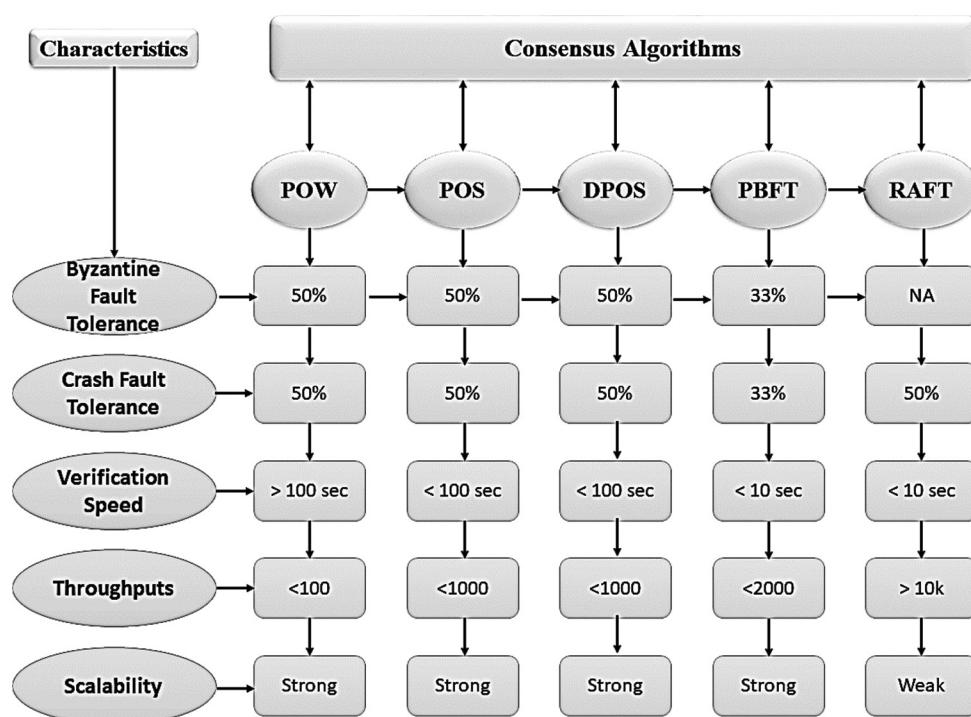 Characteristics
Consensus Algorithms
POW
POS
DPOS
PBFT
RAFT
Byzantine
Fault
Tolerance
50%
50%
50%
33%
NA
Crash Fault
Tolerance
50%
50%
50%
33%
50%
Verification
Speed
> 100 sec
< 100 sec
< 100 sec
< 10 sec
< 10 sec
Throughputs
<100
<1000
<1000
<2000
> 10k
Scalability
Strong
Strong
Strong
Strong
Weak